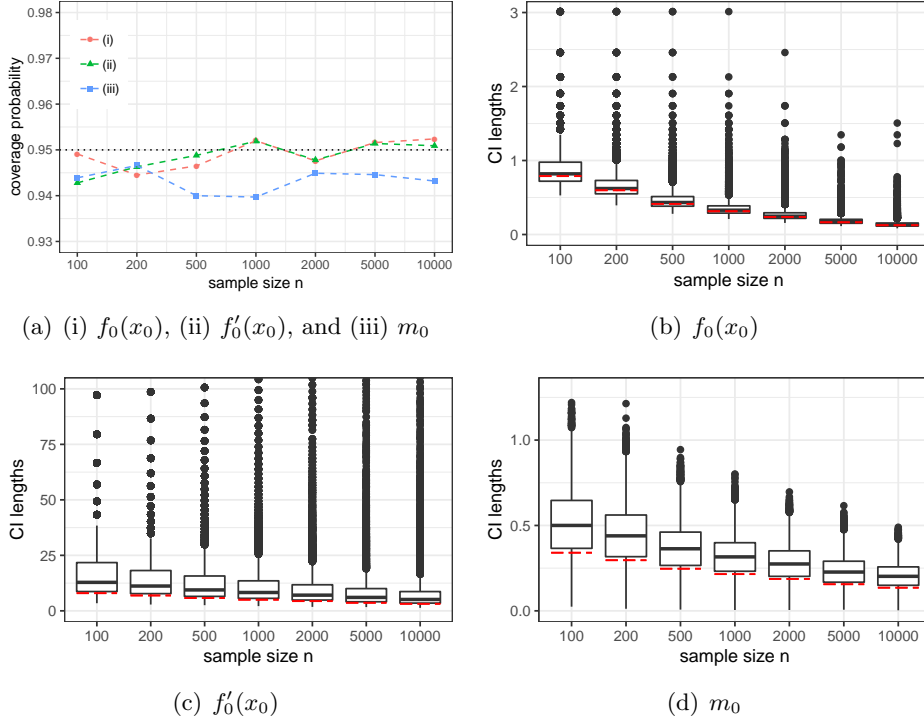 0.98
0.97
0.96
0.95
0.94
0.93
coverage probability
(i)
(ii)
(iii)
100 200 500 1000 2000 5000 10000
sample size n
(a) (i) f₀(x₀), (ii) f₀′(x₀), and (iii) m₀
3
2
1
0
CI lengths
100 200 500 1000 2000 5000 10000
sample size n
(b) f₀(x₀)
100
75
50
25
0
CI lengths
100 200 500 1000 2000 5000 10000
sample size n
(c) f₀′(x₀)
1.0
0.5
0.0
CI lengths
100 200 500 1000 2000 5000 10000
sample size n
(d) m₀